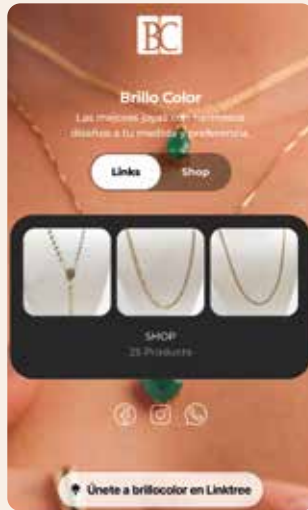 BC
Brillo Color
Las mejores joyas con hermosos
diseños a tu medida y preferencia.
Links
Shop
SHOP
25 Products
Únete a brillocolor en Linktree